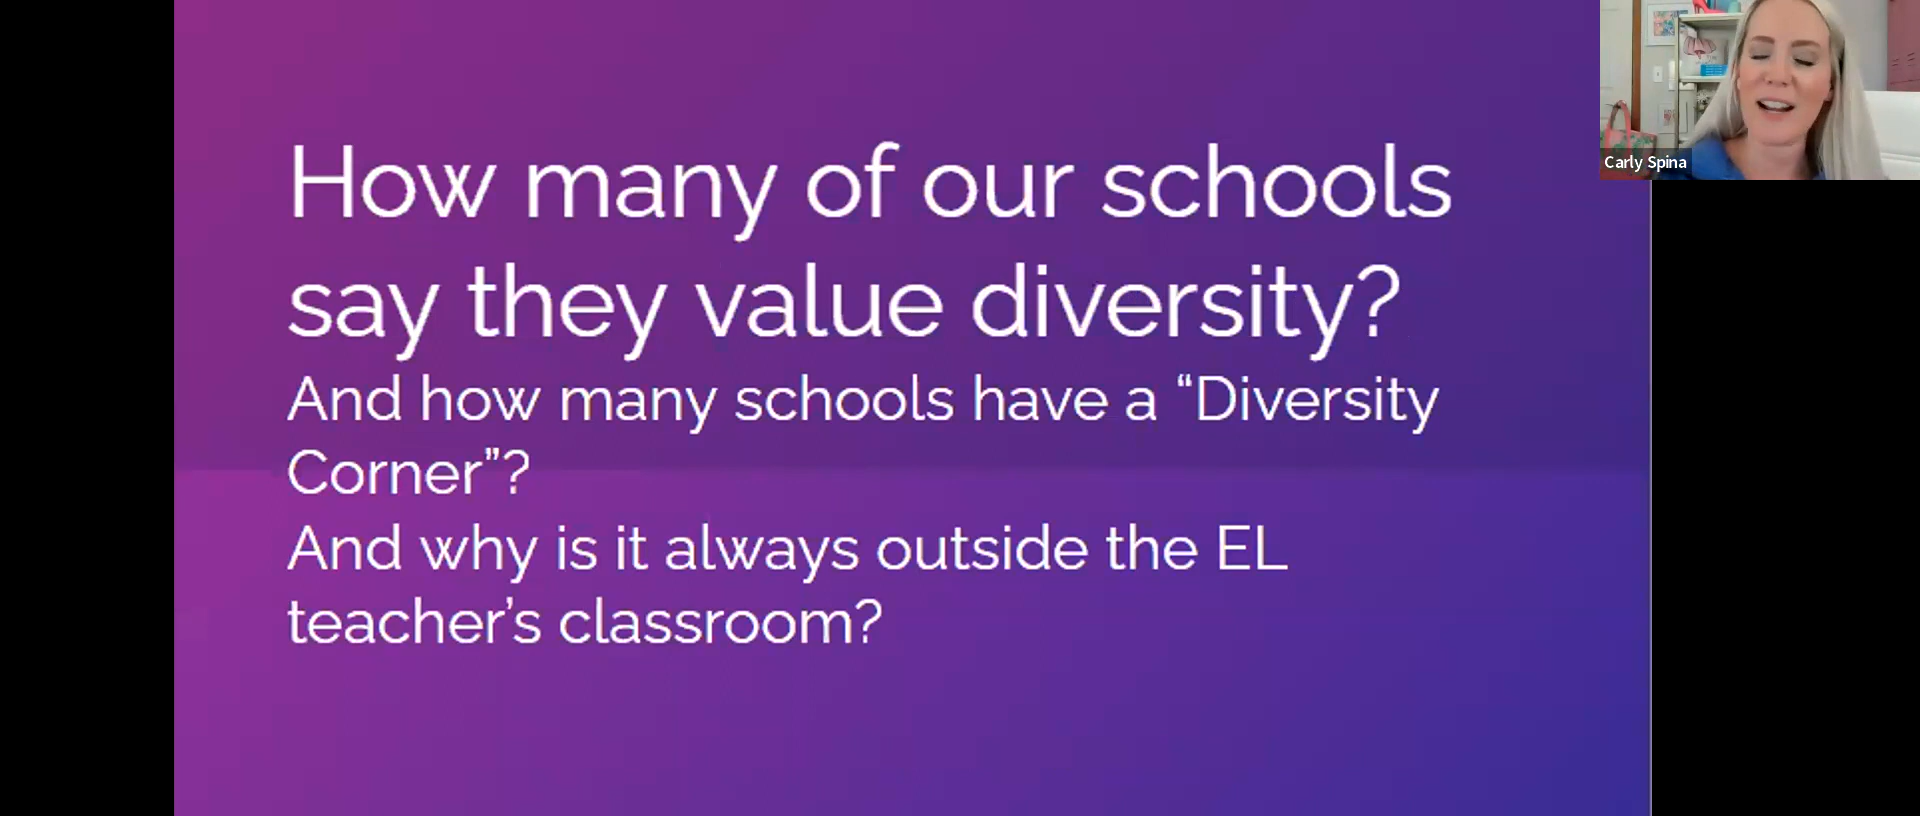 How many of our schools
say they value diversity?
And how many schools have a “Diversity
Corner”?
And why is it always outside the EL
teacher’s classroom?
Carly Spina